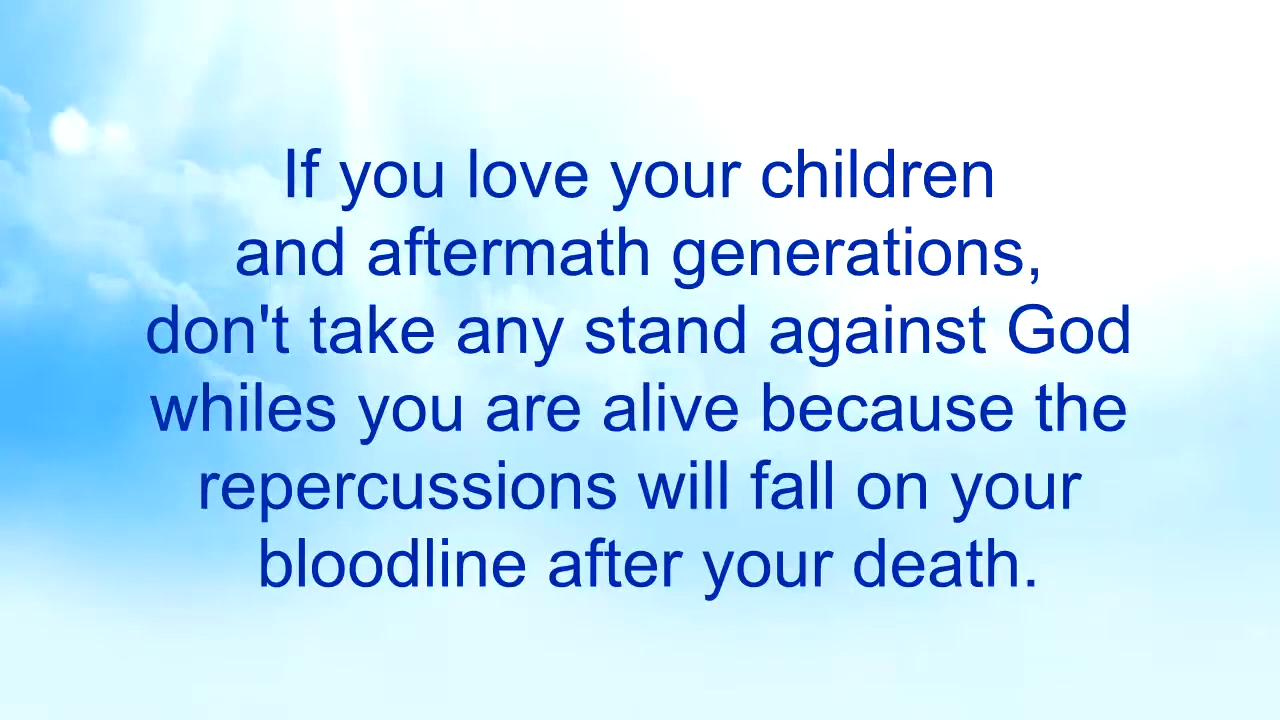 If you love your children
and aftermath generations,
don't take any stand against God
whiles you are alive because the
repercussions will fall on your
bloodline after your death.